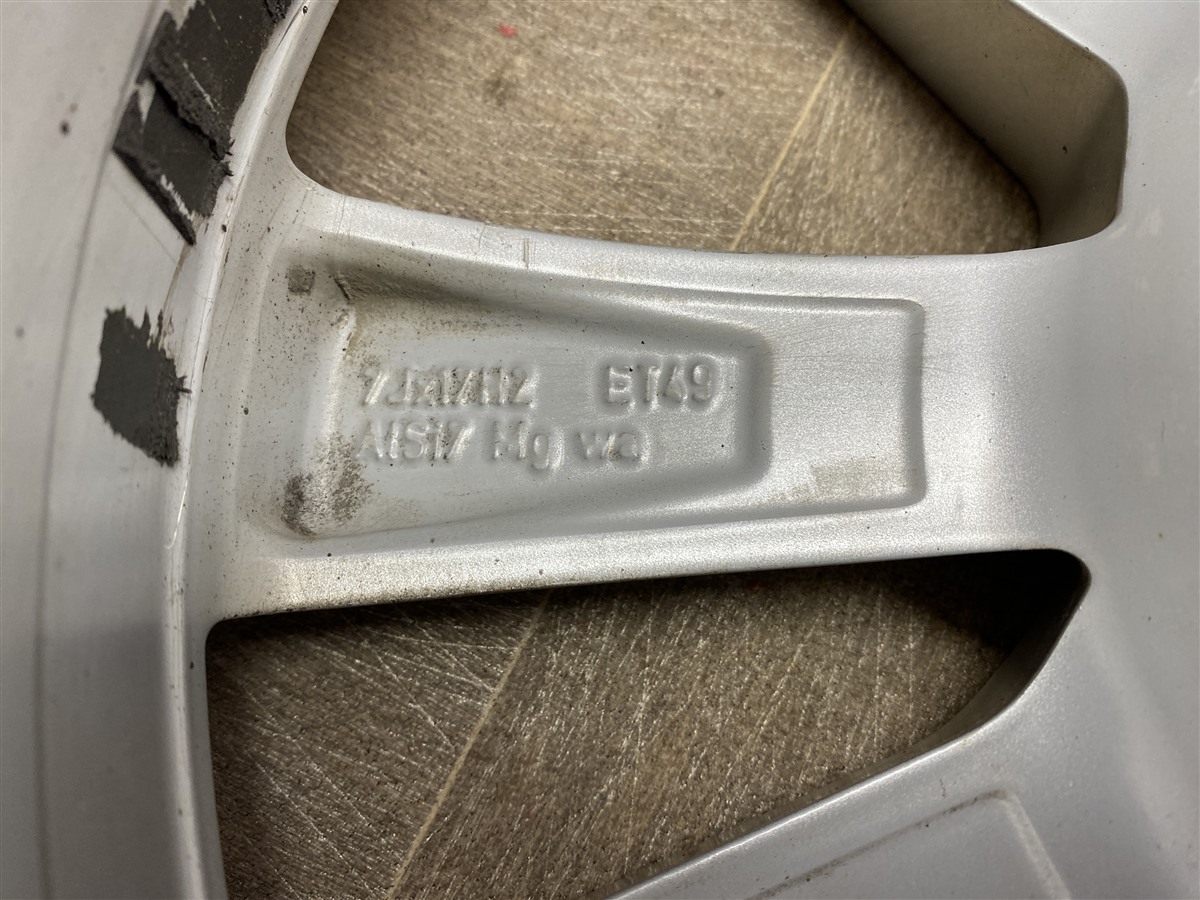 7Jx17H2 ET49
AlSi7 Mg wa